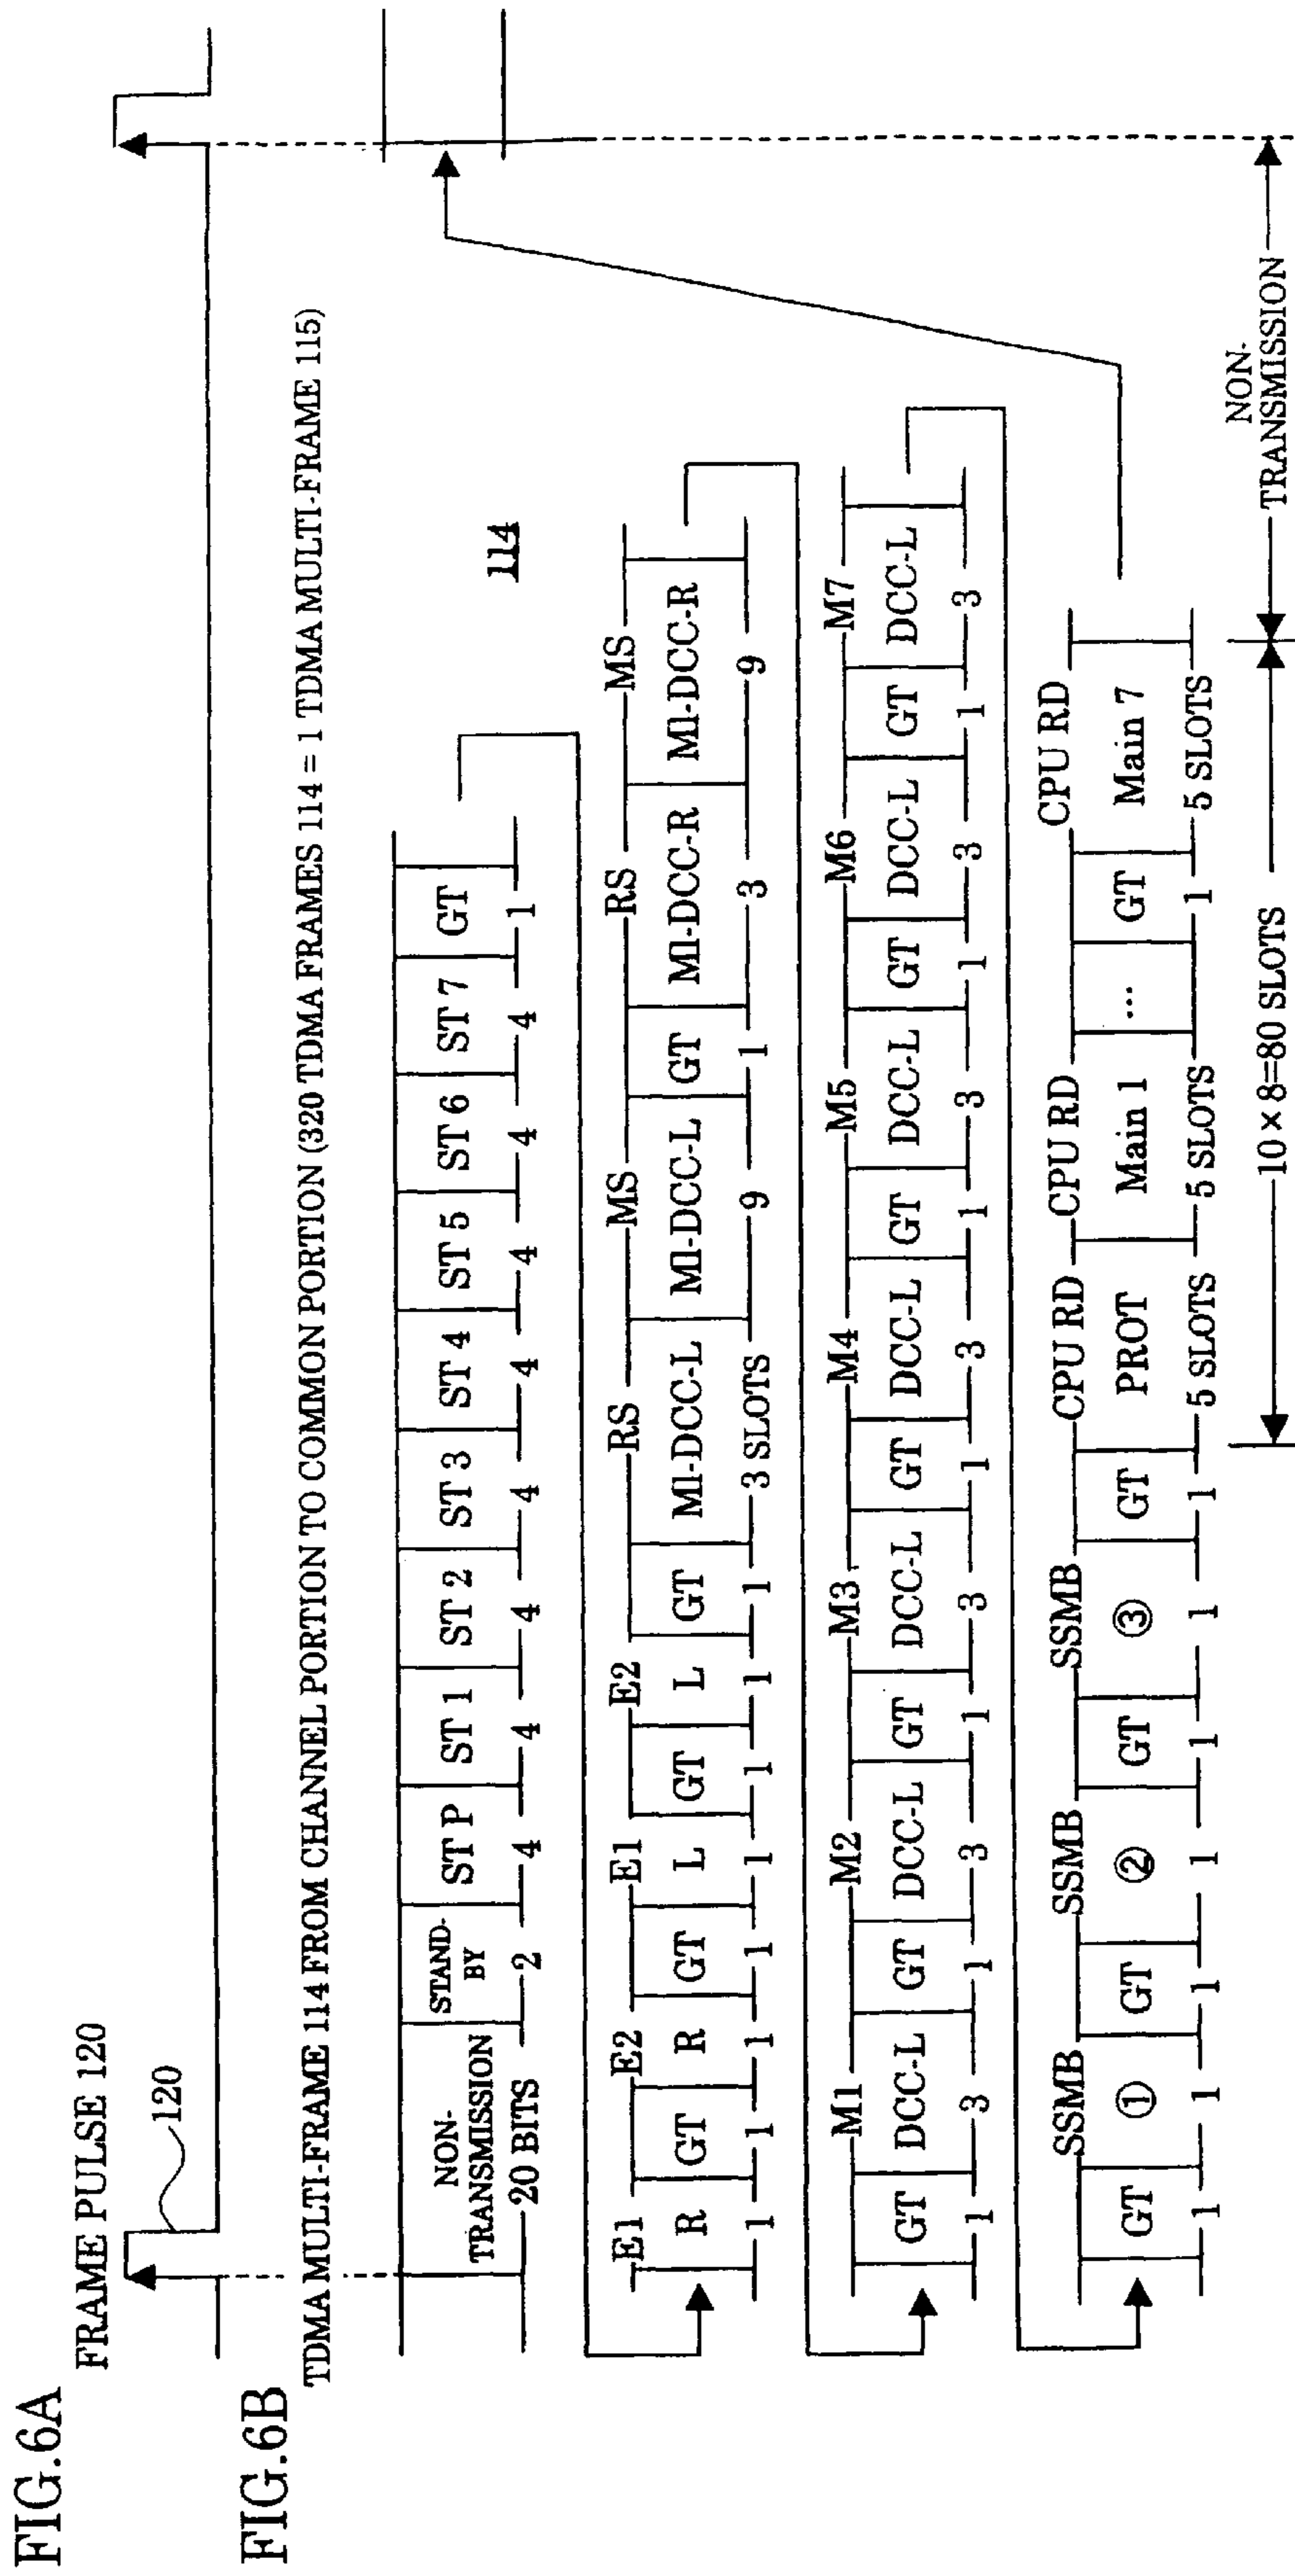 FIG.6A
FRAME PULSE 120
120
FIG.6B
TDMA MULTI-FRAME 114 FROM CHANNEL PORTION TO COMMON PORTION (320 TDMA FRAMES 114 = 1 TDMA MULTI-FRAME 115)
114
NON-TRANSMISSION STAND-BY ST P ST 1 ST 2 ST 3 ST 4 ST 5 ST 6 ST 7 GT
20 BITS 2 4 4 4 4 4 4 4 4 1
E1 E2 E1 E2 RS MS RS MS
R GT R GT L GT L GT M1-DCC-L M1-DCC-L GT M1-DCC-R M1-DCC-R
1 1 1 1 1 1 1 1 3 SLOTS 9 1 3 9
M1 M2 M3 M4 M5 M6 M7
GT DCC-L GT DCC-L GT DCC-L GT DCC-L GT DCC-L GT DCC-L GT DCC-L
1 3 1 3 1 3 1 3 1 3 1 3 1 3
SSMB SSMB SSMB CPU RD CPU RD CPU RD
GT ① GT ② GT ③ GT PROT Main 1 ... GT Main 7
1 1 1 1 1 1 1 5 SLOTS 5 SLOTS 1 5 SLOTS
10 × 8=80 SLOTS
NON-
TRANSMISSION